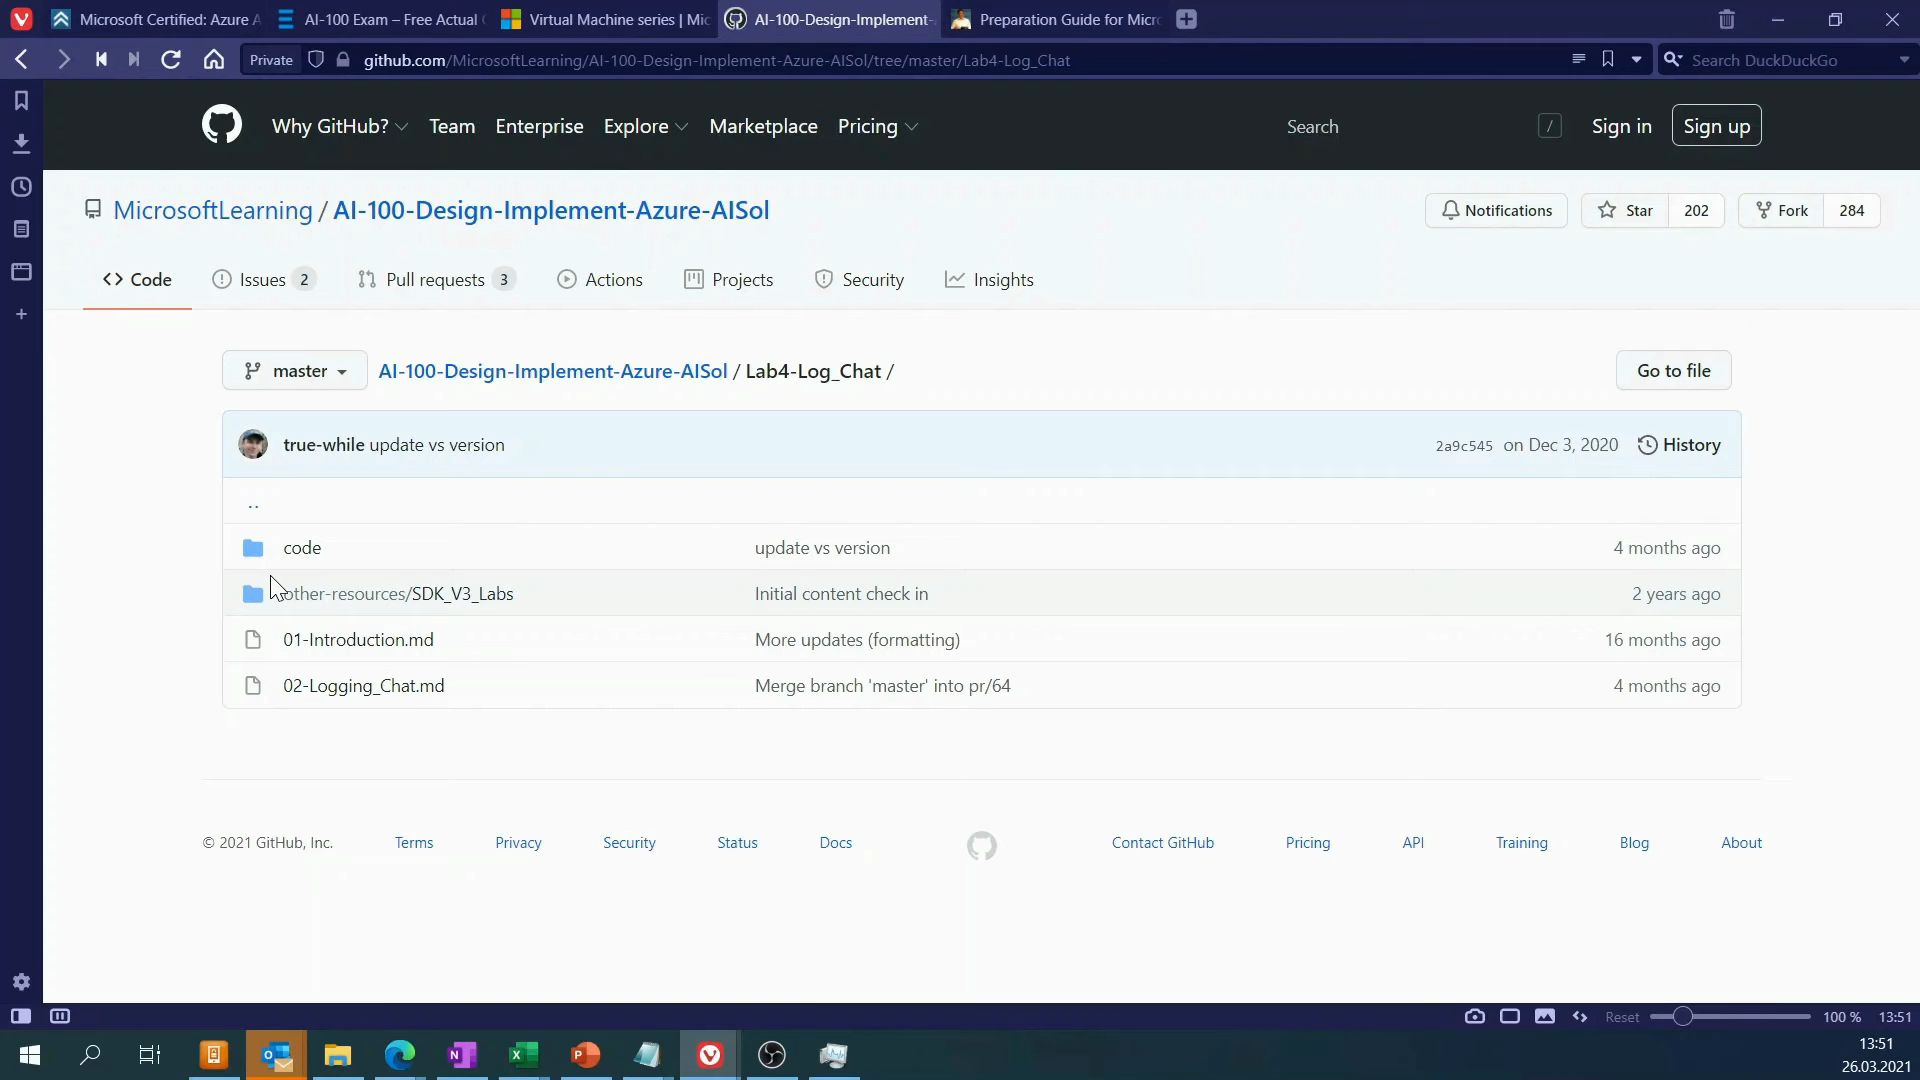 Microsoft Certified: Azure A
AI-100 Exam – Free Actual
Virtual Machine series | Mic
AI-100-Design-Implement-
Preparation Guide for Micro
Private
github.com/MicrosoftLearning/AI-100-Design-Implement-Azure-AISol/tree/master/Lab4-Log_Chat
Search DuckDuckGo
Why GitHub?
Team
Enterprise
Explore
Marketplace
Pricing
Search
/
Sign in
Sign up
MicrosoftLearning / AI-100-Design-Implement-Azure-AISol
Notifications
Star 202
Fork 284
Code
Issues 2
Pull requests 3
Actions
Projects
Security
Insights
master
AI-100-Design-Implement-Azure-AISol / Lab4-Log_Chat /
Go to file
true-while update vs version
2a9c545 on Dec 3, 2020
History
..
code update vs version 4 months ago
other-resources/SDK_V3_Labs Initial content check in 2 years ago
01-Introduction.md More updates (formatting) 16 months ago
02-Logging_Chat.md Merge branch 'master' into pr/64 4 months ago
© 2021 GitHub, Inc.
Terms
Privacy
Security
Status
Docs
Contact GitHub
Pricing
API
Training
Blog
About
Reset
100 %
13:51
13:51
26.03.2021